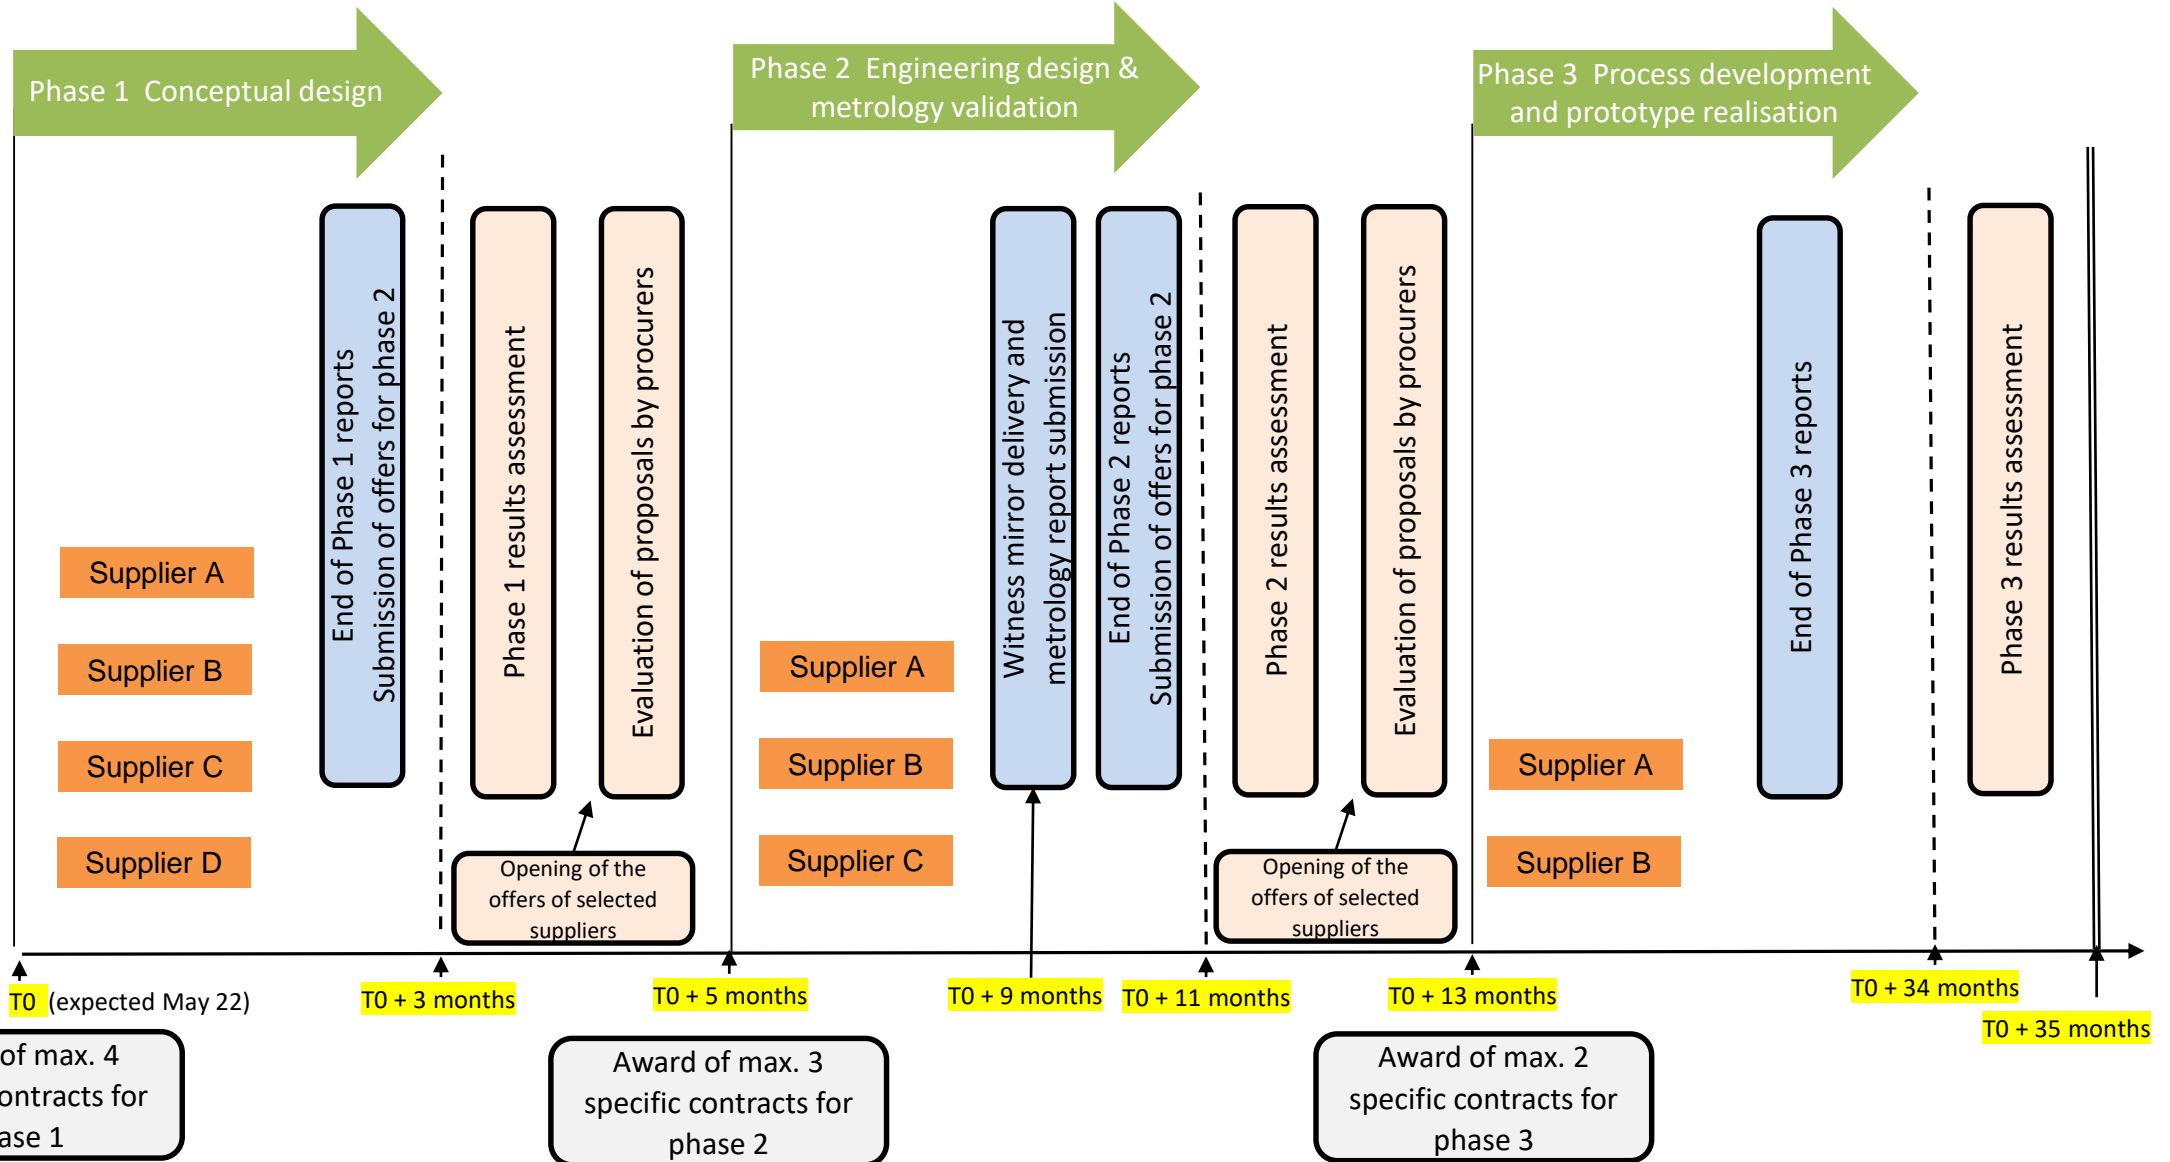 Phase 1  Conceptual design
Phase 2  Engineering design &
metrology validation
Phase 3  Process development
and prototype realisation
End of Phase 1 reports
Submission of offers for phase 2
Phase 1 results assessment
Evaluation of proposals by procurers
Witness mirror delivery and
metrology report submission
End of Phase 2 reports
Submission of offers for phase 2
Phase 2 results assessment
Evaluation of proposals by procurers
End of Phase 3 reports
Phase 3 results assessment
Supplier A
Supplier B
Supplier C
Supplier D
Supplier A
Supplier B
Supplier C
Supplier A
Supplier B
Opening of the
offers of selected
suppliers
Opening of the
offers of selected
suppliers
T0 (expected May 22)
T0 + 3 months
T0 + 5 months
T0 + 9 months
T0 + 11 months
T0 + 13 months
T0 + 34 months
T0 + 35 months
of max. 4
ontracts for
ase 1
Award of max. 3
specific contracts for
phase 2
Award of max. 2
specific contracts for
phase 3